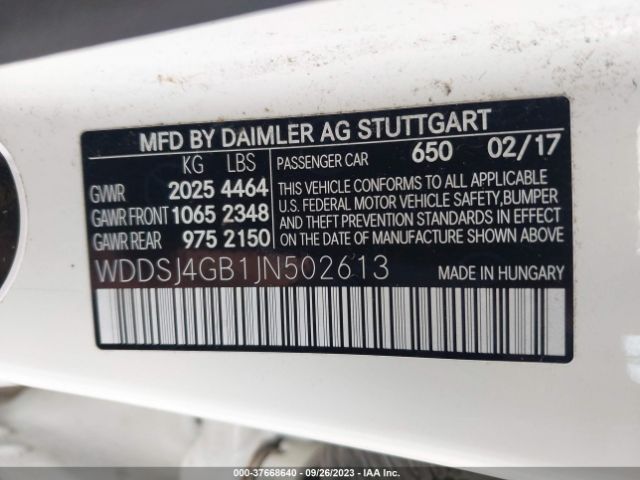 MFD BY DAIMLER AG STUTTGART
KG LBS PASSENGER CAR 650 02/17
GVWR 2025 4464
GAWR FRONT 1065 2348
GAWR REAR 975 2150
THIS VEHICLE CONFORMS TO ALL APPLICABLE
U.S. FEDERAL MOTOR VEHICLE SAFETY,BUMPER
AND THEFT PREVENTION STANDARDS IN EFFECT
ON THE DATE OF MANUFACTURE SHOWN ABOVE.
WDDSJ4GB1JN502613 MADE IN HUNGARY
000-37668640 / 09/26/2023 / IAA Inc.